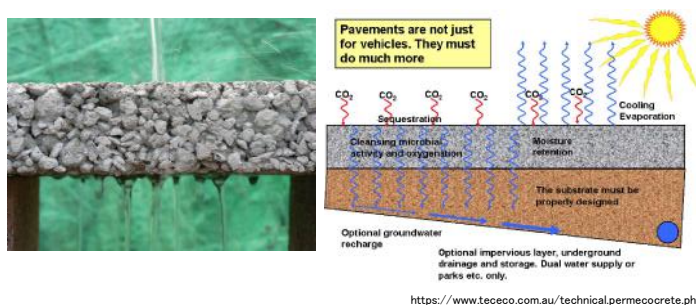 Pavements are not just
for vehicles. They must
do much more
CO2
CO2
CO2
CO2
CO2
CO2
Sequestration
Cooling
Evaporation
Cleansing microbial
activity and oxygenation
Moisture
retention
The substrate must be
properly designed
Optional groundwater
recharge
Optional impervious layer, underground
drainage and storage. Dual water supply or
parks etc. only.
https://www.tececo.com.au/technical.permecocrete.ph